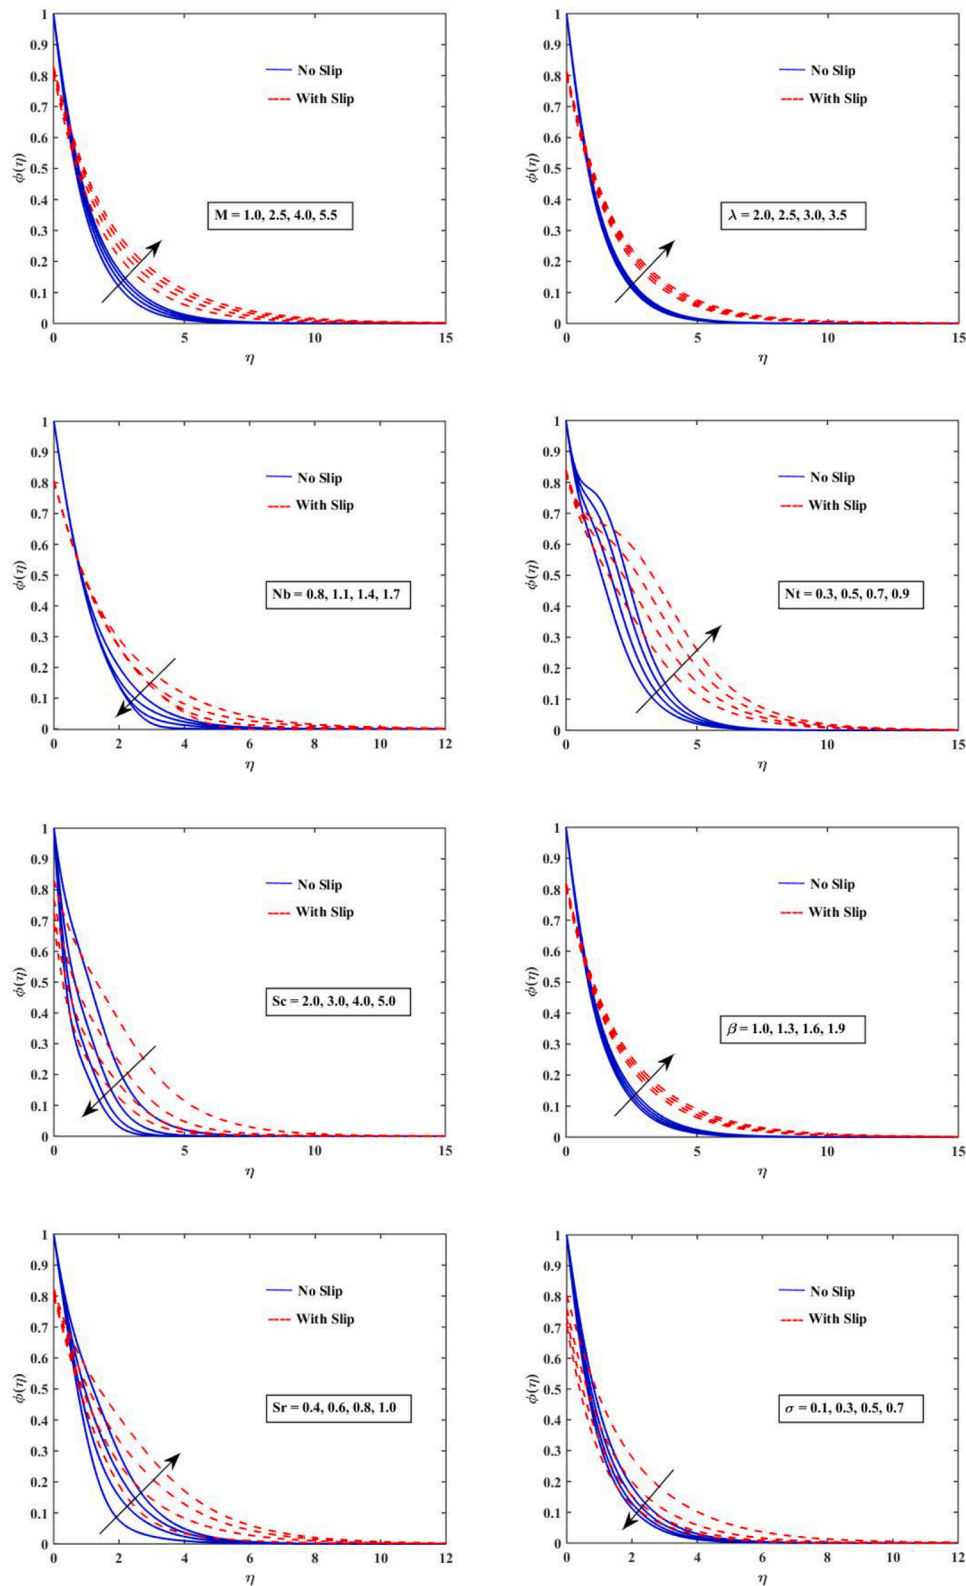 1
0.9
0.8
0.7
0.6
0.5
0.4
0.3
0.2
0.1
0
ϕ(η)
No Slip
With Slip
M = 1.0, 2.5, 4.0, 5.5
0 5 10 15
η
1
0.9
0.8
0.7
0.6
0.5
0.4
0.3
0.2
0.1
0
ϕ(η)
No Slip
With Slip
λ = 2.0, 2.5, 3.0, 3.5
0 5 10 15
η
1
0.9
0.8
0.7
0.6
0.5
0.4
0.3
0.2
0.1
0
ϕ(η)
No Slip
With Slip
Nb = 0.8, 1.1, 1.4, 1.7
0 2 4 6 8 10 12
η
1
0.9
0.8
0.7
0.6
0.5
0.4
0.3
0.2
0.1
0
ϕ(η)
No Slip
With Slip
Nt = 0.3, 0.5, 0.7, 0.9
0 5 10 15
η
1
0.9
0.8
0.7
0.6
0.5
0.4
0.3
0.2
0.1
0
ϕ(η)
No Slip
With Slip
Sc = 2.0, 3.0, 4.0, 5.0
0 5 10 15
η
1
0.9
0.8
0.7
0.6
0.5
0.4
0.3
0.2
0.1
0
ϕ(η)
No Slip
With Slip
β = 1.0, 1.3, 1.6, 1.9
0 5 10 15
η
1
0.9
0.8
0.7
0.6
0.5
0.4
0.3
0.2
0.1
0
ϕ(η)
No Slip
With Slip
Sr = 0.4, 0.6, 0.8, 1.0
0 2 4 6 8 10 12
η
1
0.9
0.8
0.7
0.6
0.5
0.4
0.3
0.2
0.1
0
ϕ(η)
No Slip
With Slip
σ = 0.1, 0.3, 0.5, 0.7
0 2 4 6 8 10 12
η